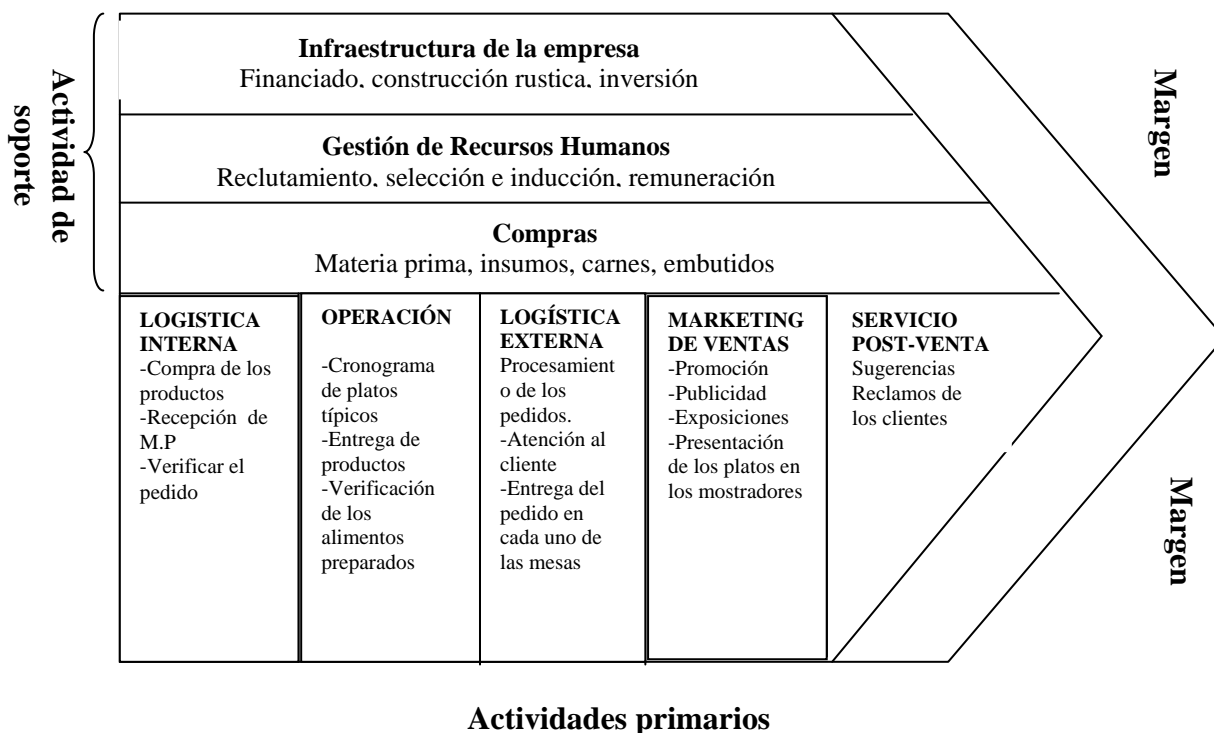 Actividad de
soporte
Infraestructura de la empresa
Financiado, construcción rustica, inversión
Gestión de Recursos Humanos
Reclutamiento, selección e inducción, remuneración
Compras
Materia prima, insumos, carnes, embutidos
LOGISTICA
INTERNA
-Compra de los
productos
-Recepción de
M.P
-Verificar el
pedido
OPERACIÓN
-Cronograma
de platos
típicos
-Entrega de
productos
-Verificación
de los
alimentos
preparados
LOGÍSTICA
EXTERNA
Procesamient
o de los
pedidos.
-Atención al
cliente
-Entrega del
pedido en
cada uno de
las mesas
MARKETING
DE VENTAS
-Promoción
-Publicidad
-Exposiciones
-Presentación
de los platos en
los mostradores
SERVICIO
POST-VENTA
Sugerencias
Reclamos de
los clientes
Margen
Margen
Actividades primarios